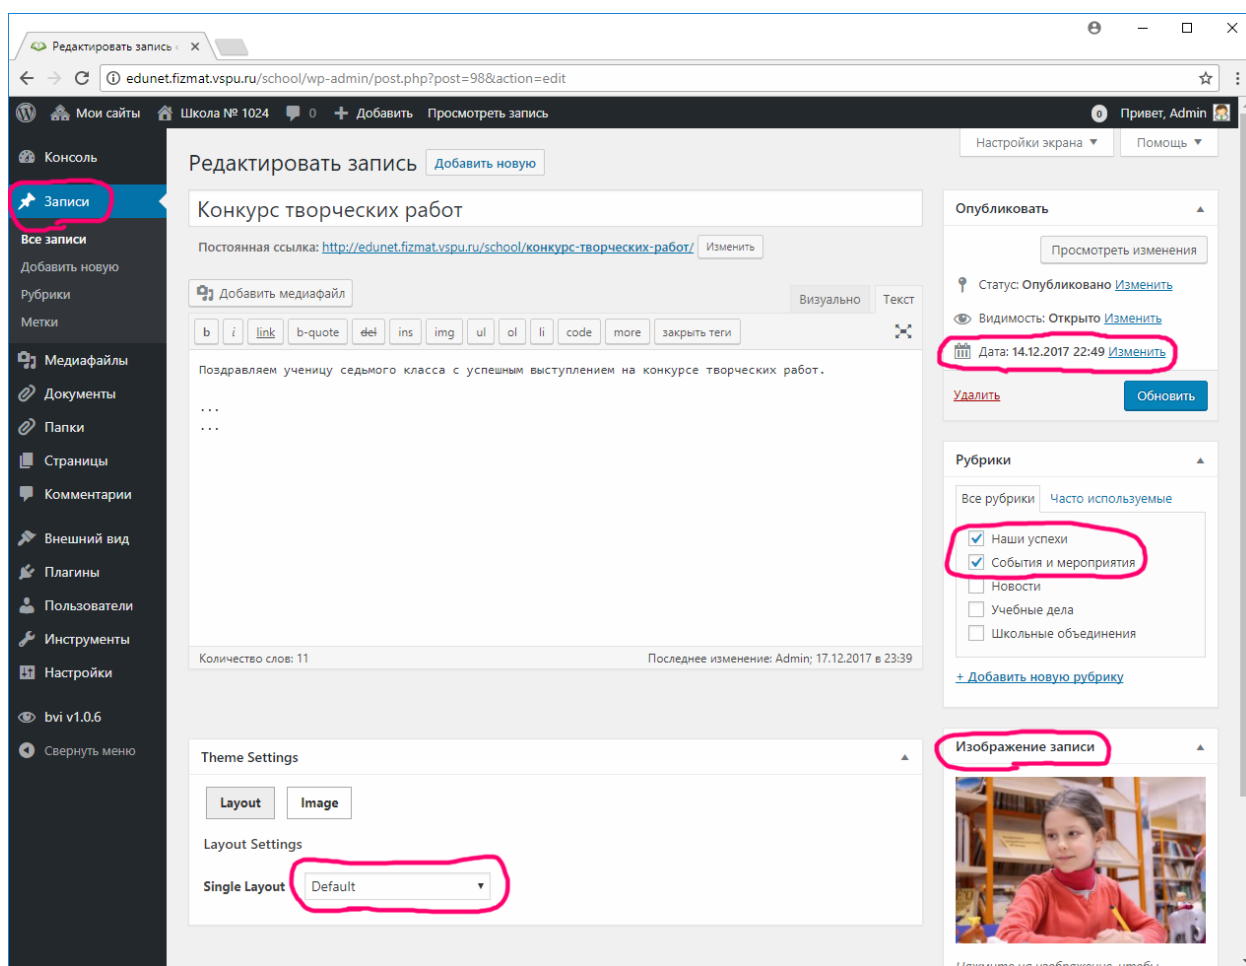 Редактировать запись ‹
edunet.fizmat.vspu.ru/school/wp-admin/post.php?post=98&action=edit
Мои сайты Школа № 1024 0 Добавить Просмотреть запись 0 Привет, Admin
Настройки экрана ▼ Помощь ▼
Консоль
Записи
Все записи
Добавить новую
Рубрики
Метки
Медиафайлы
Документы
Папки
Страницы
Комментарии
Внешний вид
Плагины
Пользователи
Инструменты
Настройки
bvi v1.0.6
Свернуть меню
Редактировать запись Добавить новую
Конкурс творческих работ
Постоянная ссылка: http://edunet.fizmat.vspu.ru/school/конкурс-творческих-работ/ Изменить
Добавить медиафайл
Визуально Текст
b i link b-quote del ins img ul ol li code more закрыть теги
Поздравляем ученицу седьмого класса с успешным выступлением на конкурсе творческих работ.
...
...
Количество слов: 11 Последнее изменение: Admin; 17.12.2017 в 23:39
Theme Settings
Layout Image
Layout Settings
Single Layout Default
Опубликовать
Просмотреть изменения
Статус: Опубликовано Изменить
Видимость: Открыто Изменить
Дата: 14.12.2017 22:49 Изменить
Удалить Обновить
Рубрики
Все рубрики Часто используемые
Наши успехи
События и мероприятия
Новости
Учебные дела
Школьные объединения
+ Добавить новую рубрику
Изображение записи
Нажмите на изображение, чтобы